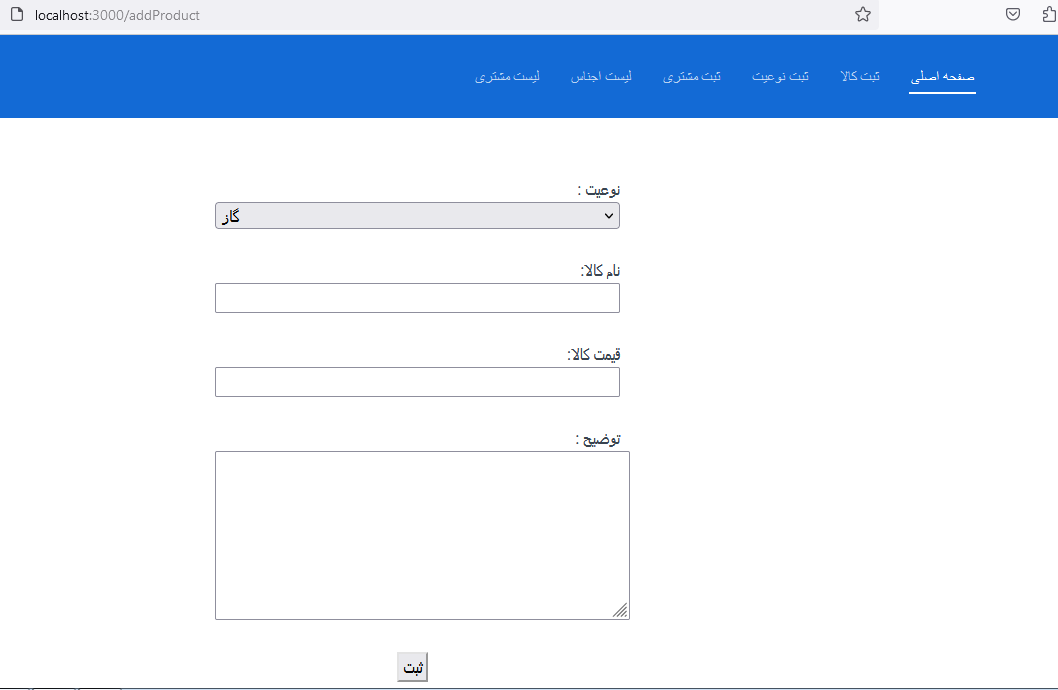 localhost:3000/addProduct
صفحه اصلی ثبت کالا ثبت نوعیت ثبت مشتری لیست اجناس لیست مشتری
نوعیت :
گاز
نام کالا:
قیمت کالا:
توضیح :
ثبت